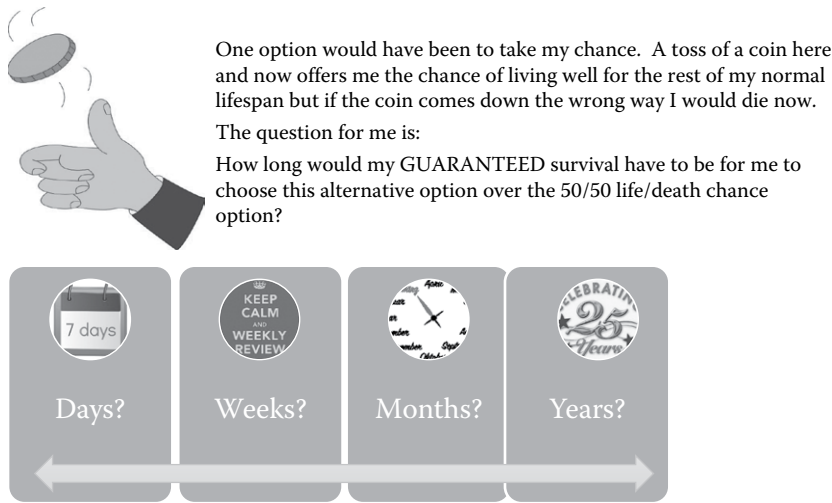 One option would have been to take my chance. A toss of a coin here
and now offers me the chance of living well for the rest of my normal
lifespan but if the coin comes down the wrong way I would die now.
The question for me is:
How long would my GUARANTEED survival have to be for me to
choose this alternative option over the 50/50 life/death chance
option?
7 days
KEEP
CALM
AND
WEEKLY
REVIEW
CELEBRATING
25
Years
Days?
Weeks?
Months?
Years?